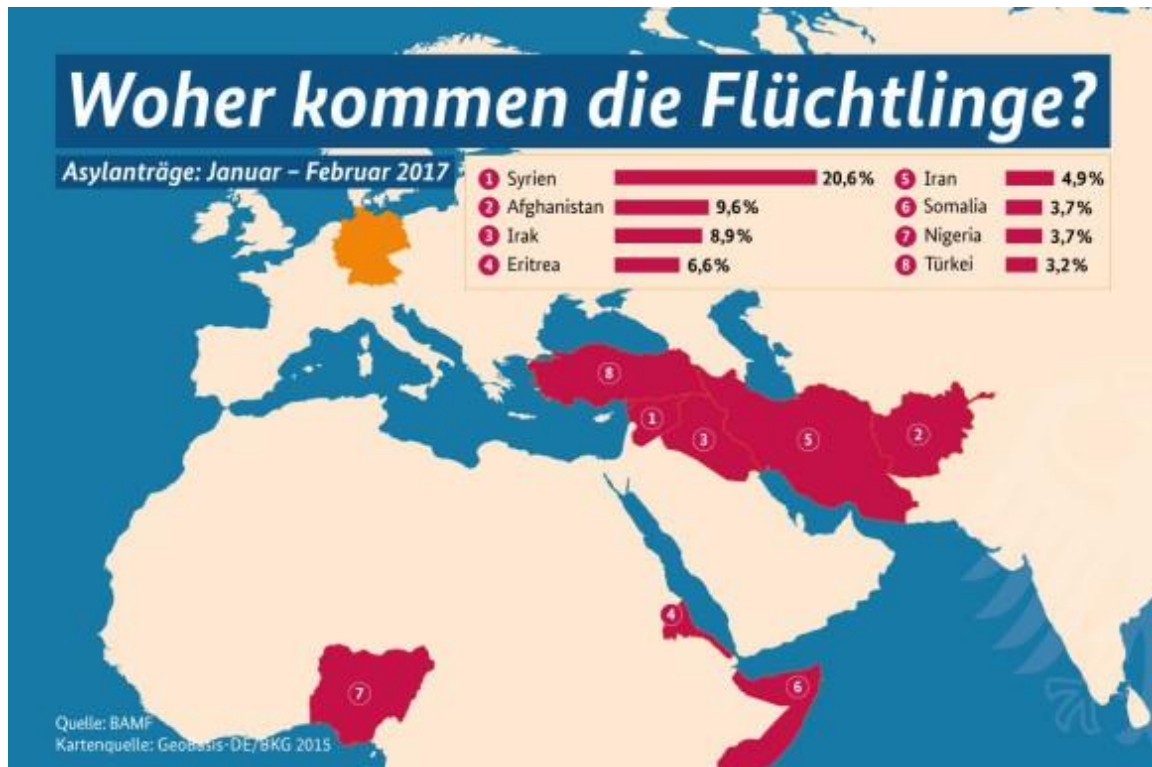 Woher kommen die Flüchtlinge?
Asylanträge: Januar – Februar 2017
1 Syrien 20,6%
2 Afghanistan 9,6%
3 Irak 8,9%
4 Eritrea 6,6%
5 Iran 4,9%
6 Somalia 3,7%
7 Nigeria 3,7%
8 Türkei 3,2%
8
1
3
5
2
4
7
6
Quelle: BAMF
Kartenquelle: GeoBasis-DE/BKG 2015